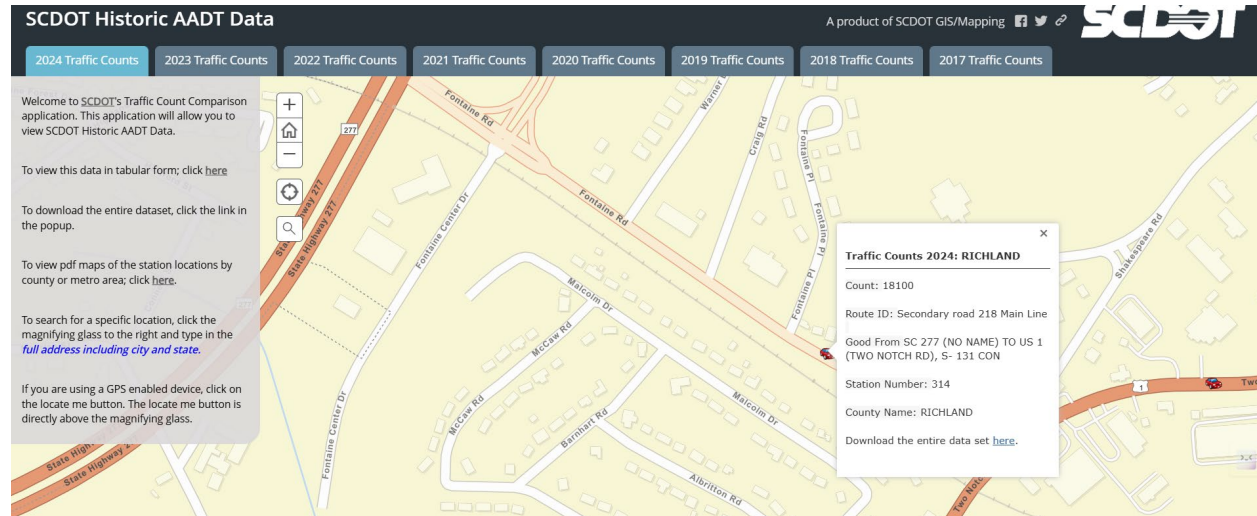 SCDOT Historic AADT Data
A product of SCDOT GIS/Mapping
SCDOT
2024 Traffic Counts
2023 Traffic Counts
2022 Traffic Counts
2021 Traffic Counts
2020 Traffic Counts
2019 Traffic Counts
2018 Traffic Counts
2017 Traffic Counts
Welcome to SCDOT's Traffic Count Comparison
application. This application will allow you to
view SCDOT Historic AADT Data.
To view this data in tabular form; click here
To download the entire dataset, click the link in
the popup.
To view pdf maps of the station locations by
county or metro area; click here.
To search for a specific location, click the
magnifying glass to the right and type in the
full address including city and state.
If you are using a GPS enabled device, click on
the locate me button. The locate me button is
directly above the magnifying glass.
+
−
277
State Highway 277
State Highway 277
State Highway
State Highway
Fontaine Rd
Fontaine Rd
Fontaine Center Dr
Fontaine Center Dr
Warner
Craig Rd
Fontaine Pl
Fontaine Pl
Fontaine Pl
Malcolm Dr
Malcolm Dr
McCaw Rd
McCaw Rd
Barnhart Rd
Albritton Rd
Shakespeare Rd
1
Two
Two Notch
×
Traffic Counts 2024: RICHLAND
Count: 18100
Route ID: Secondary road 218 Main Line
Good From SC 277 (NO NAME) TO US 1
(TWO NOTCH RD), S- 131 CON
Station Number: 314
County Name: RICHLAND
Download the entire data set here.